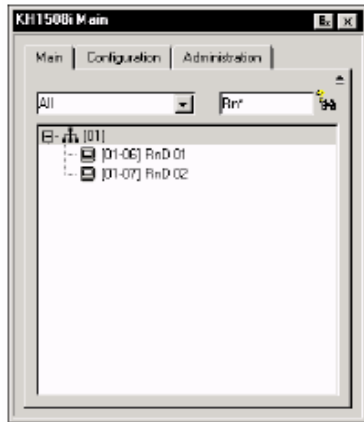 KH1508i Main
Main Configuration Administration
All Rn*
[01]
[01-06] RnD 01
[01-07] RnD 02